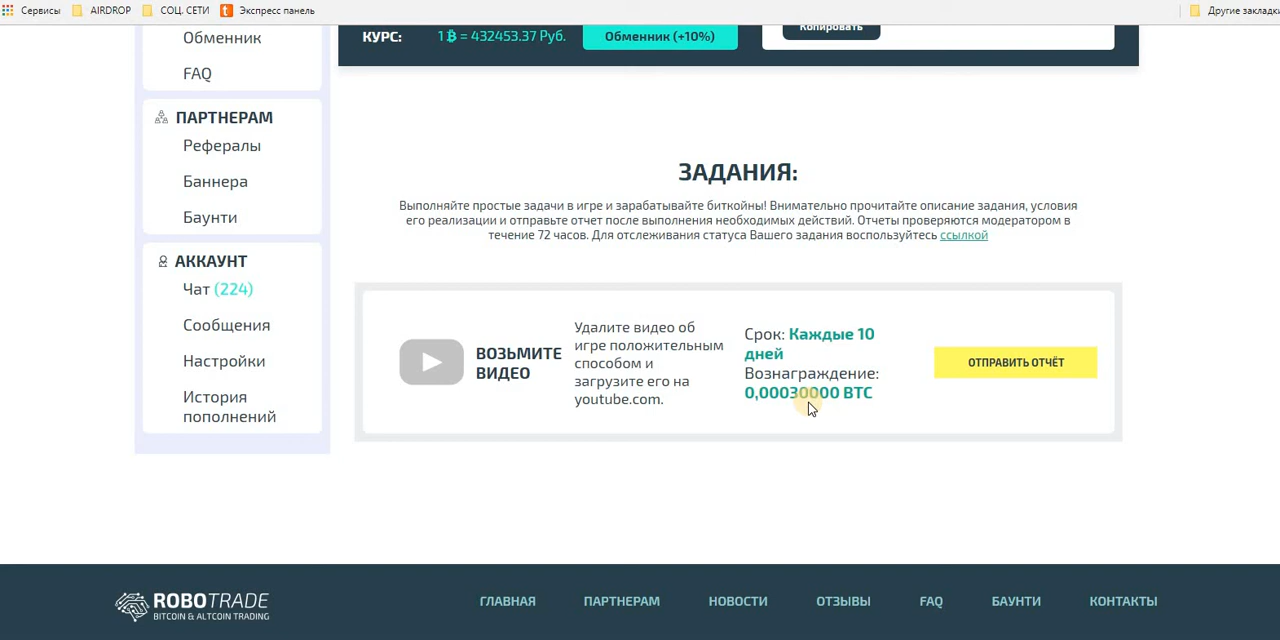 Сервисы AIRDROP СОЦ. СЕТИ Экспресс панель Другие закладки
Обменник
FAQ
ПАРТНЕРАМ
Рефералы
Баннера
Баунти
АККАУНТ
Чат (224)
Сообщения
Настройки
История
пополнений
КУРС: 1 ₿ = 432453.37 Руб. Обменник (+10%) Копировать
ЗАДАНИЯ:
Выполняйте простые задачи в игре и зарабатывайте биткойны! Внимательно прочитайте описание задания, условия
его реализации и отправьте отчет после выполнения необходимых действий. Отчеты проверяются модератором в
течение 72 часов. Для отслеживания статуса Вашего задания воспользуйтесь ссылкой
ВОЗЬМИТЕ
ВИДЕО
Удалите видео об
игре положительным
способом и
загрузите его на
youtube.com.
Срок: Каждые 10
дней
Вознаграждение:
0,00030000 BTC
ОТПРАВИТЬ ОТЧЁТ
ROBOTRADE
BITCOIN & ALTCOIN TRADING
ГЛАВНАЯ ПАРТНЕРАМ НОВОСТИ ОТЗЫВЫ FAQ БАУНТИ КОНТАКТЫ